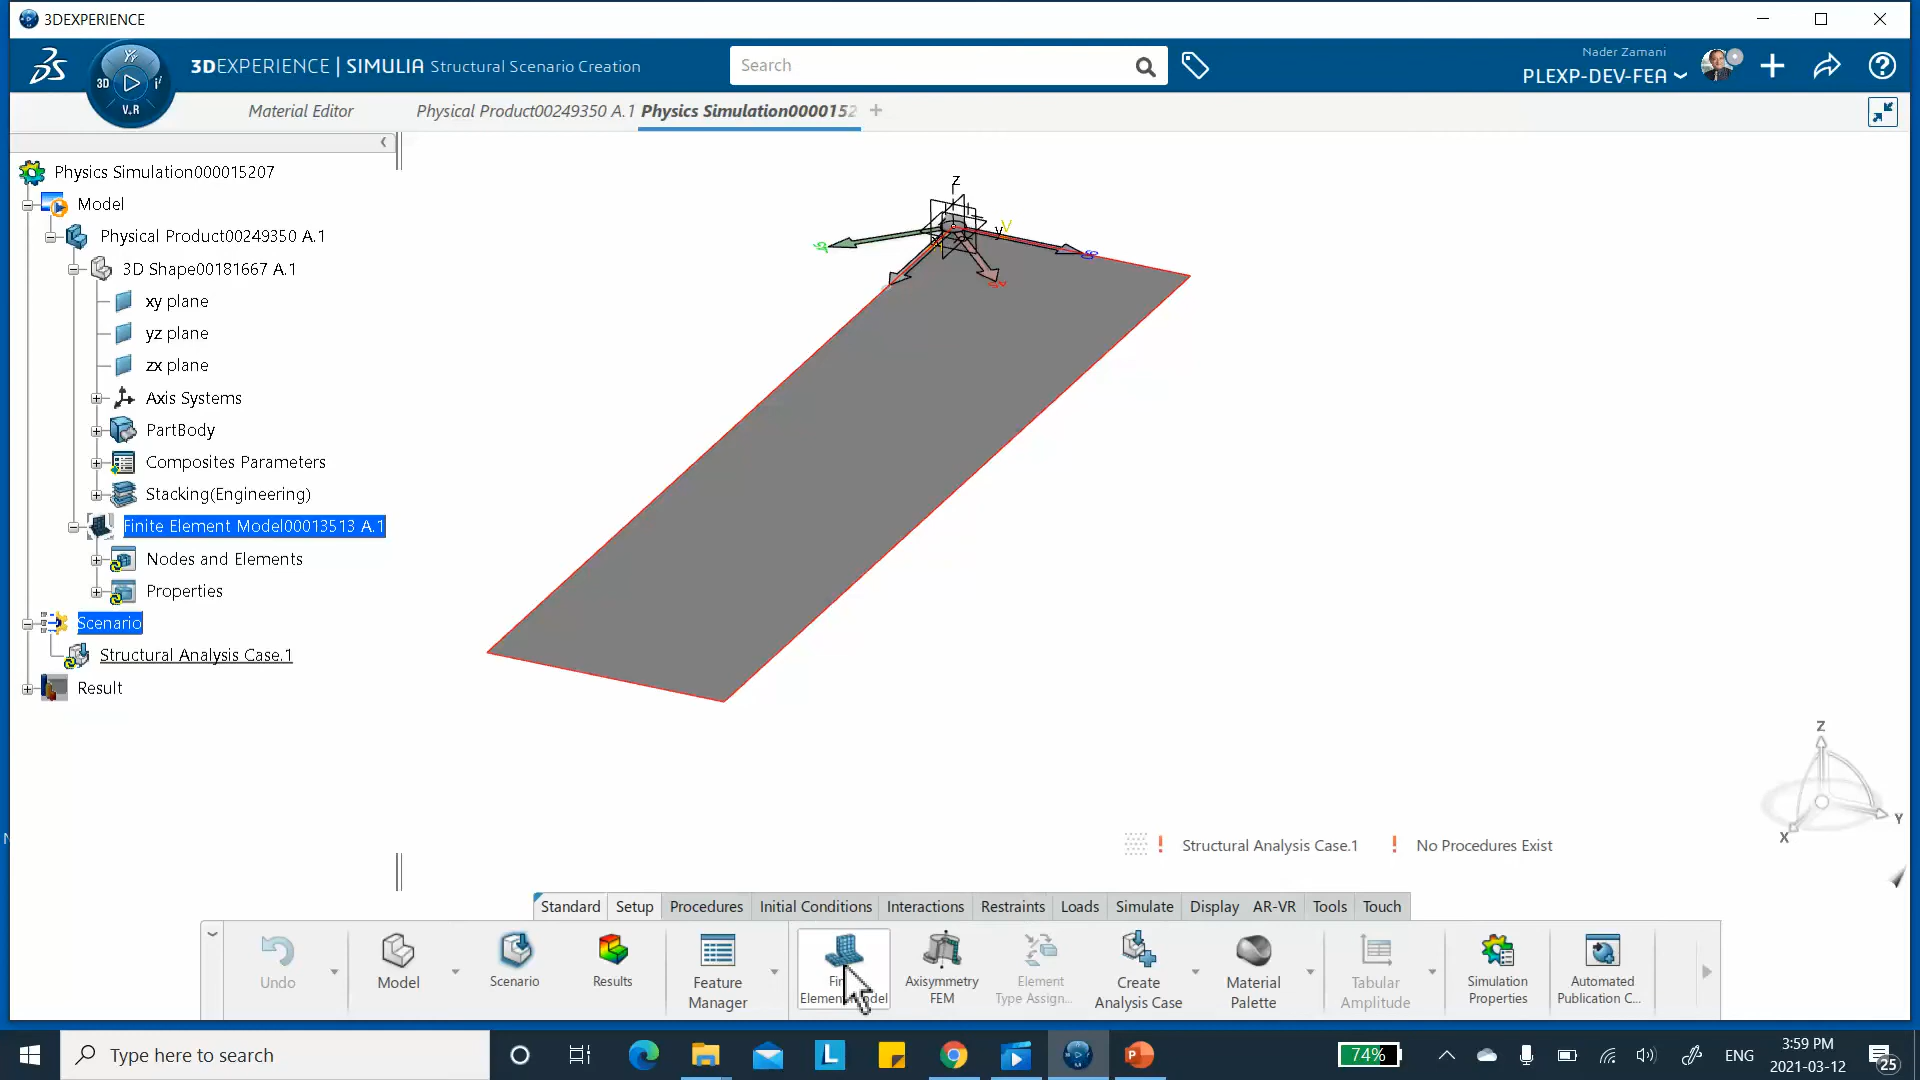 3DEXPERIENCE
3DEXPERIENCE | SIMULIA Structural Scenario Creation
3D
V.R
Search
Nader Zamani
PLEXP-DEV-FEA
Material Editor
Physical Product00249350 A.1
Physics Simulation0000152
Physics Simulation000015207
Model
Physical Product00249350 A.1
3D Shape00181667 A.1
xy plane
yz plane
zx plane
Axis Systems
PartBody
Composites Parameters
Stacking(Engineering)
Finite Element Model00013513 A.1
Nodes and Elements
Properties
Scenario
Structural Analysis Case.1
Result
Z
y
V
Z
Y
X
! Structural Analysis Case.1
! No Procedures Exist
Standard
Setup
Procedures
Initial Conditions
Interactions
Restraints
Loads
Simulate
Display
AR-VR
Tools
Touch
Undo
Model
Scenario
Results
Feature
Manager
Axisymmetry
FEM
Element
Type Assign...
Create
Analysis Case
Material
Palette
Tabular
Amplitude
Simulation
Properties
Automated
Publication C...
Type here to search
L
P
74%
ENG
3:59 PM
2021-03-12
25